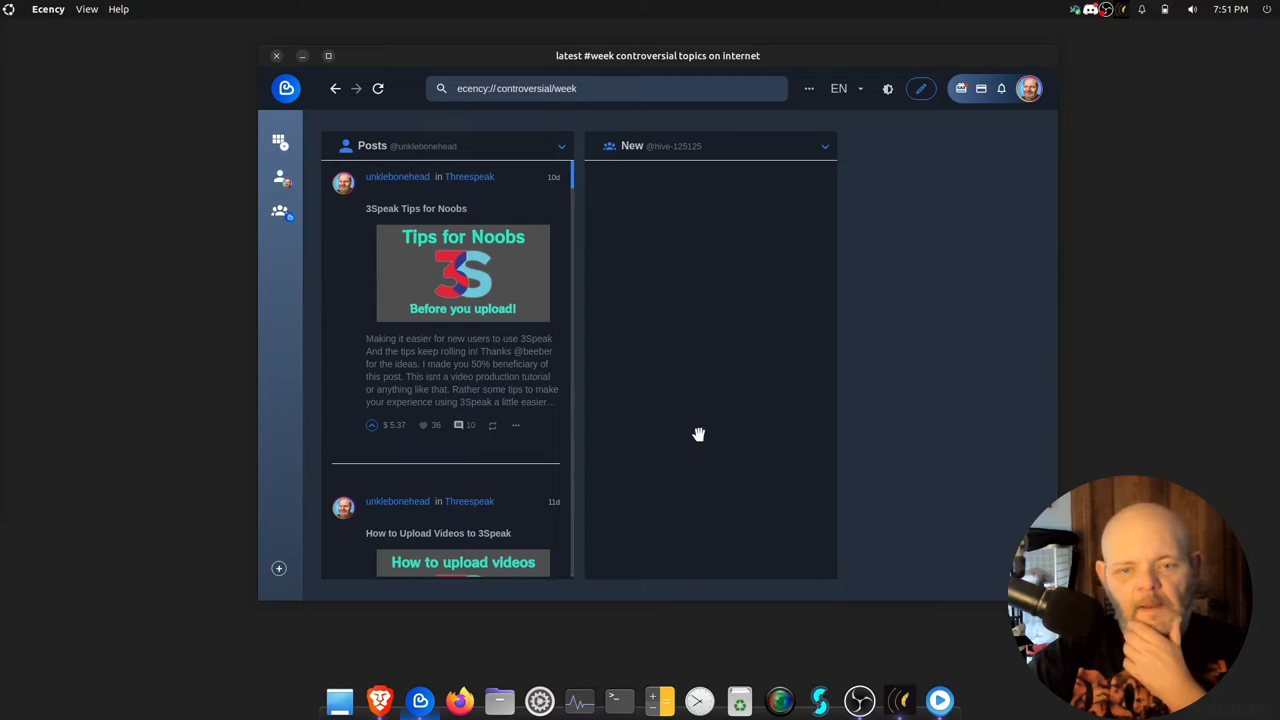 Ecency View Help
7:51 PM
latest #week controversial topics on internet
ecency:// controversial/week
EN
Posts @unklebonehead
New @hive-125125
unklebonehead in Threespeak 10d
3Speak Tips for Noobs
Tips for Noobs
3S
Before you upload!
Making it easier for new users to use 3Speak
And the tips keep rolling in! Thanks @beeber
for the ideas. I made you 50% beneficiary of
this post. This isnt a video production tutorial
or anything like that. Rather some tips to make
your experience using 3Speak a little easier…
$ 5.37 36 10
unklebonehead in Threespeak 11d
How to Upload Videos to 3Speak
How to upload videos